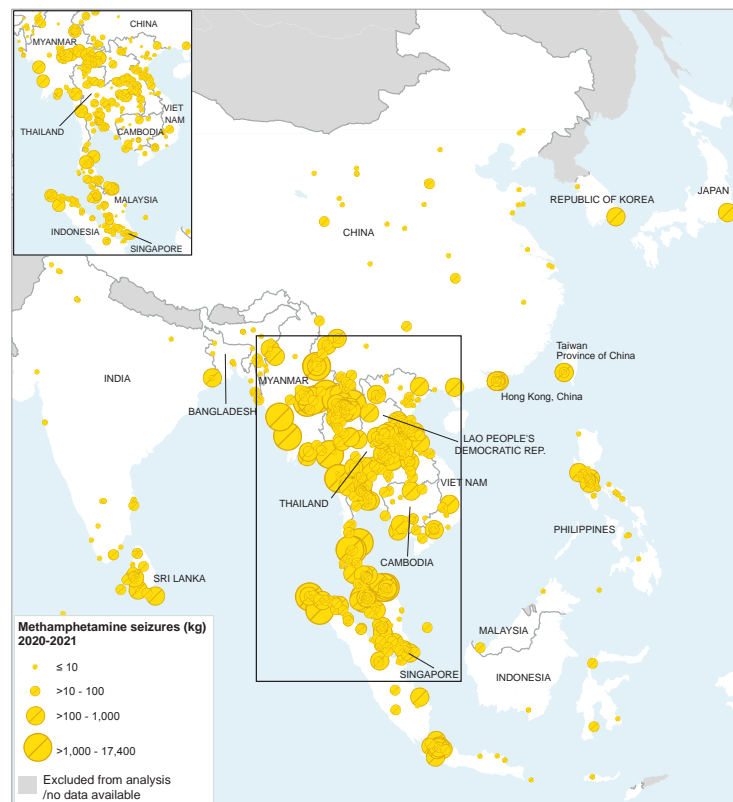 CHINA
MYANMAR
VIET
NAM
THAILAND
CAMBODIA
MALAYSIA
INDONESIA
SINGAPORE
JAPAN
REPUBLIC OF KOREA
CHINA
Taiwan
Province of China
INDIA
MYANMAR
Hong Kong, China
BANGLADESH
LAO PEOPLE'S
DEMOCRATIC REP.
VIET NAM
THAILAND
PHILIPPINES
CAMBODIA
SRI LANKA
MALAYSIA
SINGAPORE
INDONESIA
Methamphetamine seizures (kg)
2020-2021
≤ 10
>10 - 100
>100 - 1,000
>1,000 - 17,400
Excluded from analysis
/no data available